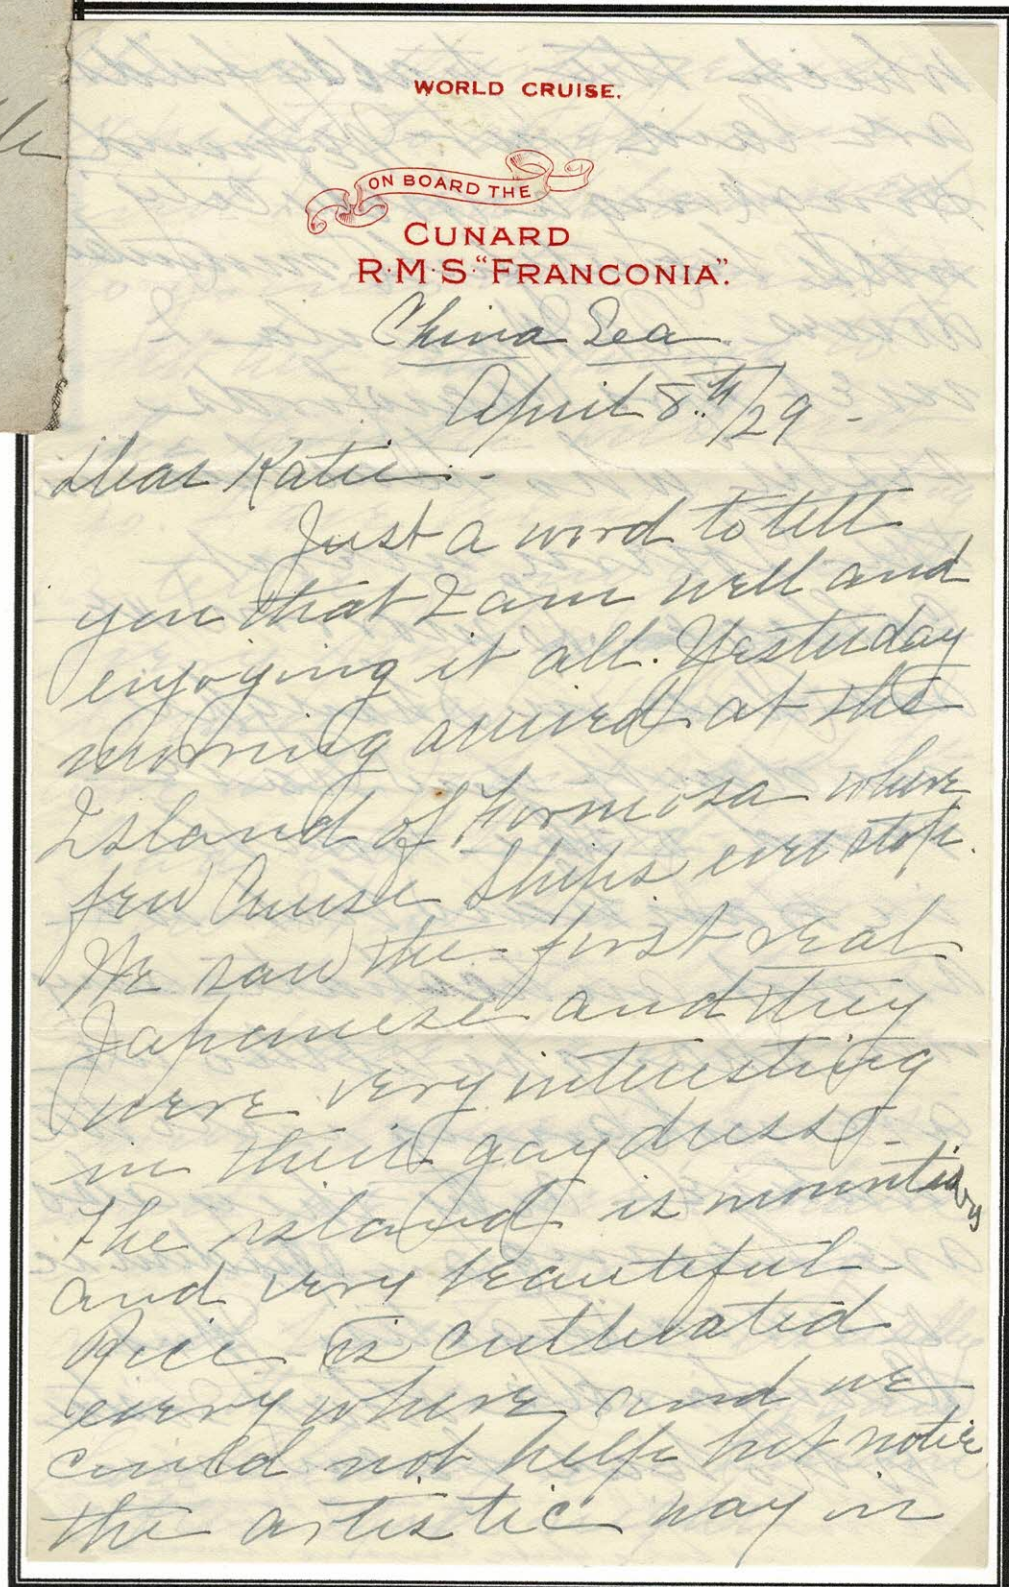 WORLD CRUISE.
ON BOARD THE
CUNARD
R·M·S·"FRANCONIA".
China Sea
April 8th/29 -
Dear Katie:-
Just a word to tell
you that I am well and
enjoying it all. Yesterday
morning arrived at the
Island of Formosa where
few Cruise Ships ever stop.
We saw the first real
Japanese and they
were very interesting
in their gay dress -
The island is mountainous
and very beautiful -
Rice is cultivated
every where and we
could not help but notice
the artistic way in